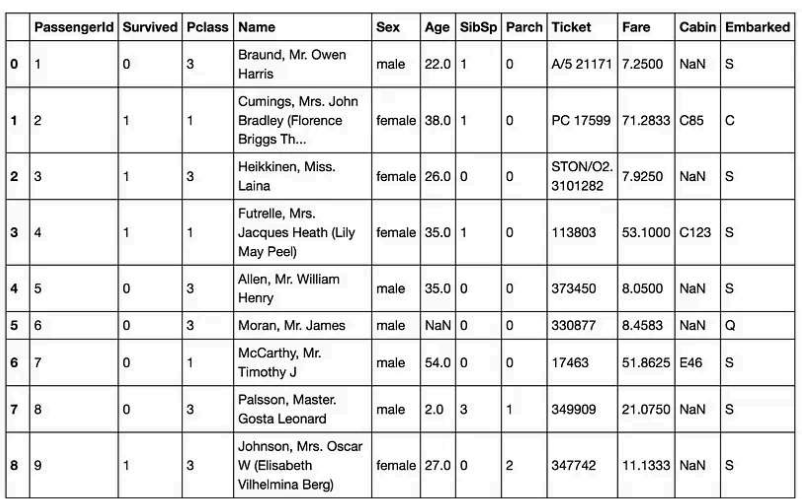 PassengerId Survived Pclass Name Sex Age SibSp Parch Ticket Fare Cabin Embarked
0 1 0 3 Braund, Mr. Owen Harris male 22.0 1 0 A/5 21171 7.2500 NaN S
1 2 1 1 Cumings, Mrs. John Bradley (Florence Briggs Th... female 38.0 1 0 PC 17599 71.2833 C85 C
2 3 1 3 Heikkinen, Miss. Laina female 26.0 0 0 STON/O2. 3101282 7.9250 NaN S
3 4 1 1 Futrelle, Mrs. Jacques Heath (Lily May Peel) female 35.0 1 0 113803 53.1000 C123 S
4 5 0 3 Allen, Mr. William Henry male 35.0 0 0 373450 8.0500 NaN S
5 6 0 3 Moran, Mr. James male NaN 0 0 330877 8.4583 NaN Q
6 7 0 1 McCarthy, Mr. Timothy J male 54.0 0 0 17463 51.8625 E46 S
7 8 0 3 Palsson, Master. Gosta Leonard male 2.0 3 1 349909 21.0750 NaN S
8 9 1 3 Johnson, Mrs. Oscar W (Elisabeth Vilhelmina Berg) female 27.0 0 2 347742 11.1333 NaN S